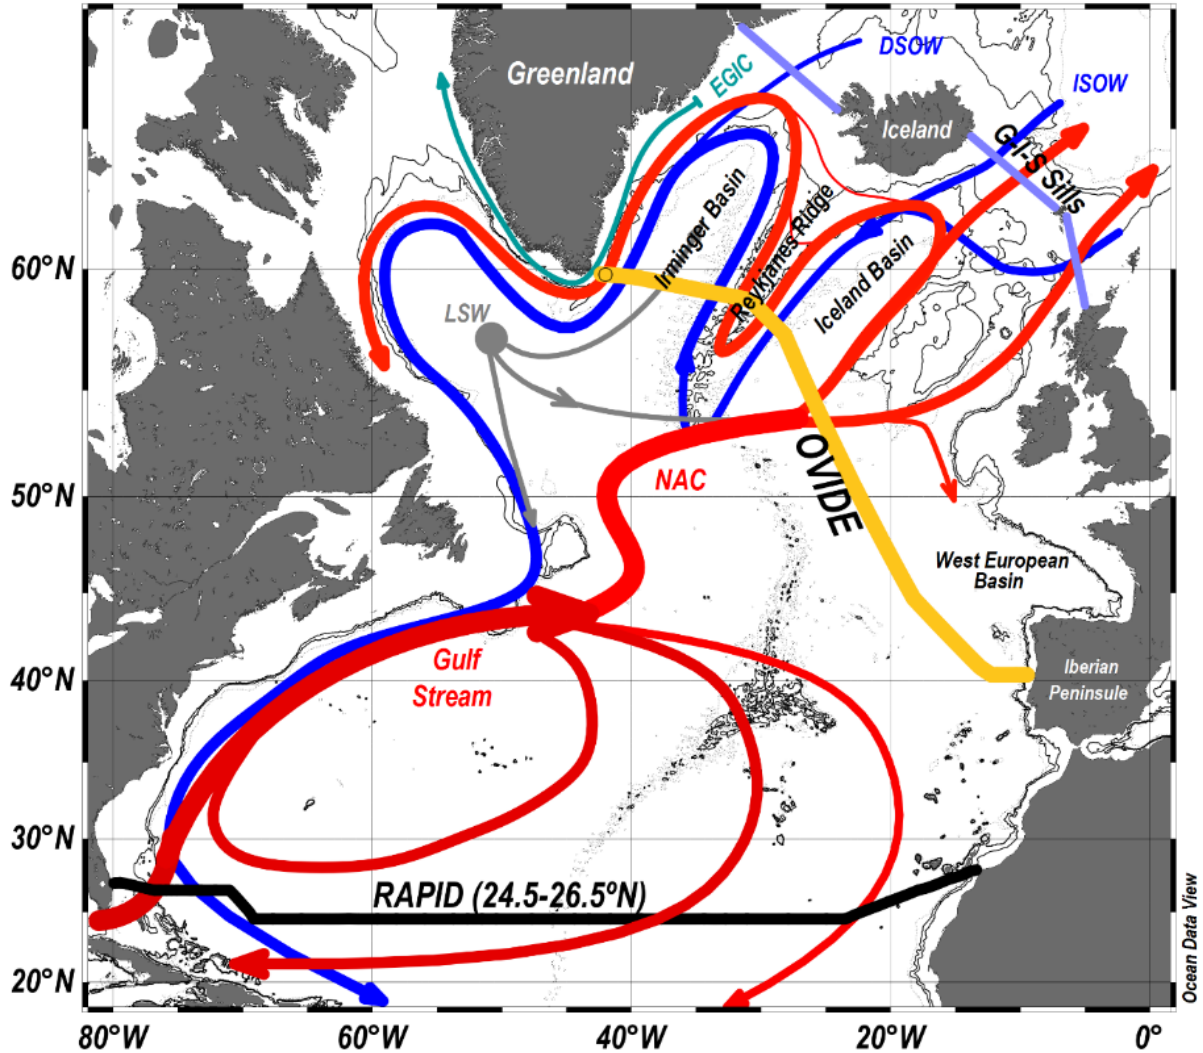 DSOW
EGIC
Greenland
ISOW
Iceland
G-I-S Sills
Irminger Basin
Reykjanes Ridge
Iceland Basin
60°N
LSW
NAC
OVIDE
50°N
West European
Basin
Gulf
Stream
Iberian
Peninsule
40°N
30°N
RAPID (24.5-26.5ºN)
20°N
Ocean Data View
80°W
60°W
40°W
20°W
0°